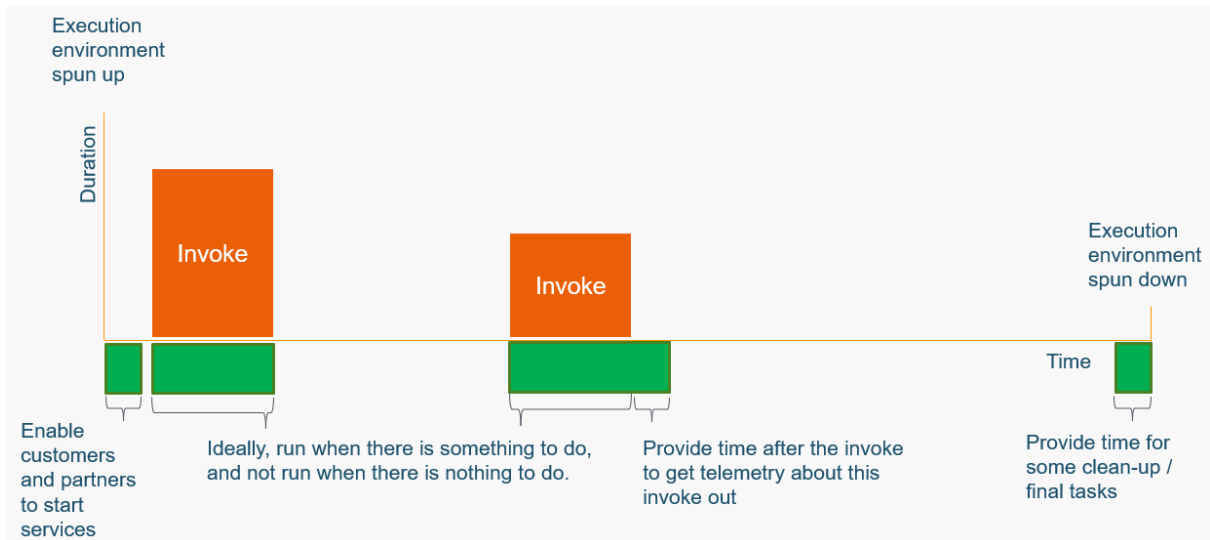 Execution
environment
spun up
Duration
Invoke
Invoke
Execution
environment
spun down
Time
Enable
customers
and partners
to start
services
Ideally, run when there is something to do,
and not run when there is nothing to do.
Provide time after the invoke
to get telemetry about this
invoke out
Provide time for
some clean-up /
final tasks